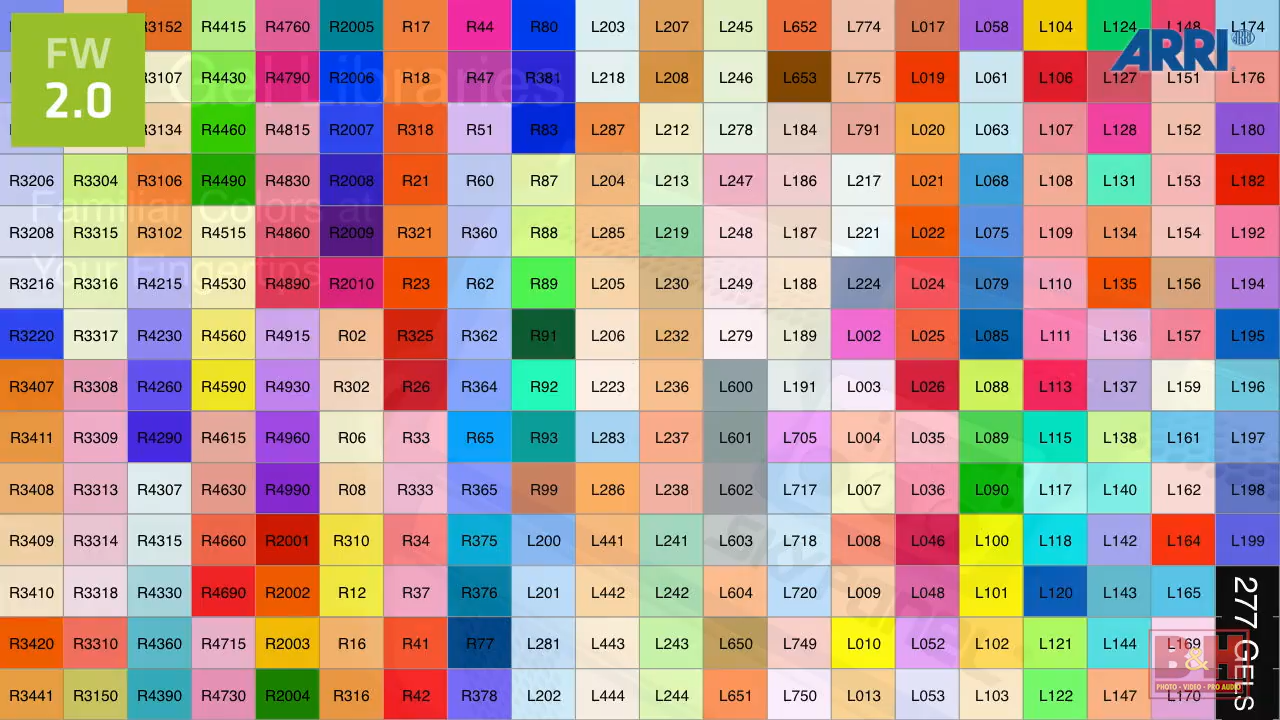 R3152 R4415 R4760 R2005 R17 R44 R80 L203 L207 L245 L652 L774 L017 L058 L104 L124 L148 L174
FW
2.0
ARRI
R3107 R4430 R4790 R2006 R18 R47 R381 L218 L208 L246 L653 L775 L019 L061 L106 L127 L151 L176
Gel Libraries
R3134 R4460 R4815 R2007 R318 R51 R83 L287 L212 L278 L184 L791 L020 L063 L107 L128 L152 L180
R3206 R3304 R3106 R4490 R4830 R2008 R21 R60 R87 L204 L213 L247 L186 L217 L021 L068 L108 L131 L153 L182
Familiar Colors at
R3208 R3315 R3102 R4515 R4860 R2009 R321 R360 R88 L285 L219 L248 L187 L221 L022 L075 L109 L134 L154 L192
Your Fingertips
R3216 R3316 R4215 R4530 R4890 R2010 R23 R62 R89 L205 L230 L249 L188 L224 L024 L079 L110 L135 L156 L194
R3220 R3317 R4230 R4560 R4915 R02 R325 R362 R91 L206 L232 L279 L189 L002 L025 L085 L111 L136 L157 L195
R3407 R3308 R4260 R4590 R4930 R302 R26 R364 R92 L223 L236 L600 L191 L003 L026 L088 L113 L137 L159 L196
R3411 R3309 R4290 R4615 R4960 R06 R33 R65 R93 L283 L237 L601 L705 L004 L035 L089 L115 L138 L161 L197
R3408 R3313 R4307 R4630 R4990 R08 R333 R365 R99 L286 L238 L602 L717 L007 L036 L090 L117 L140 L162 L198
R3409 R3314 R4315 R4660 R2001 R310 R34 R375 L200 L441 L241 L603 L718 L008 L046 L100 L118 L142 L164 L199
R3410 R3318 R4330 R4690 R2002 R12 R37 R376 L201 L442 L242 L604 L720 L009 L048 L101 L120 L143 L165
R3420 R3310 R4360 R4715 R2003 R16 R41 R77 L281 L443 L243 L650 L749 L010 L052 L102 L121 L144 L169
R3441 R3150 R4390 R4730 R2004 R316 R42 R378 L202 L444 L244 L651 L750 L013 L053 L103 L122 L147 L170
277 GELS
B&H
PHOTO - VIDEO - PRO AUDIO